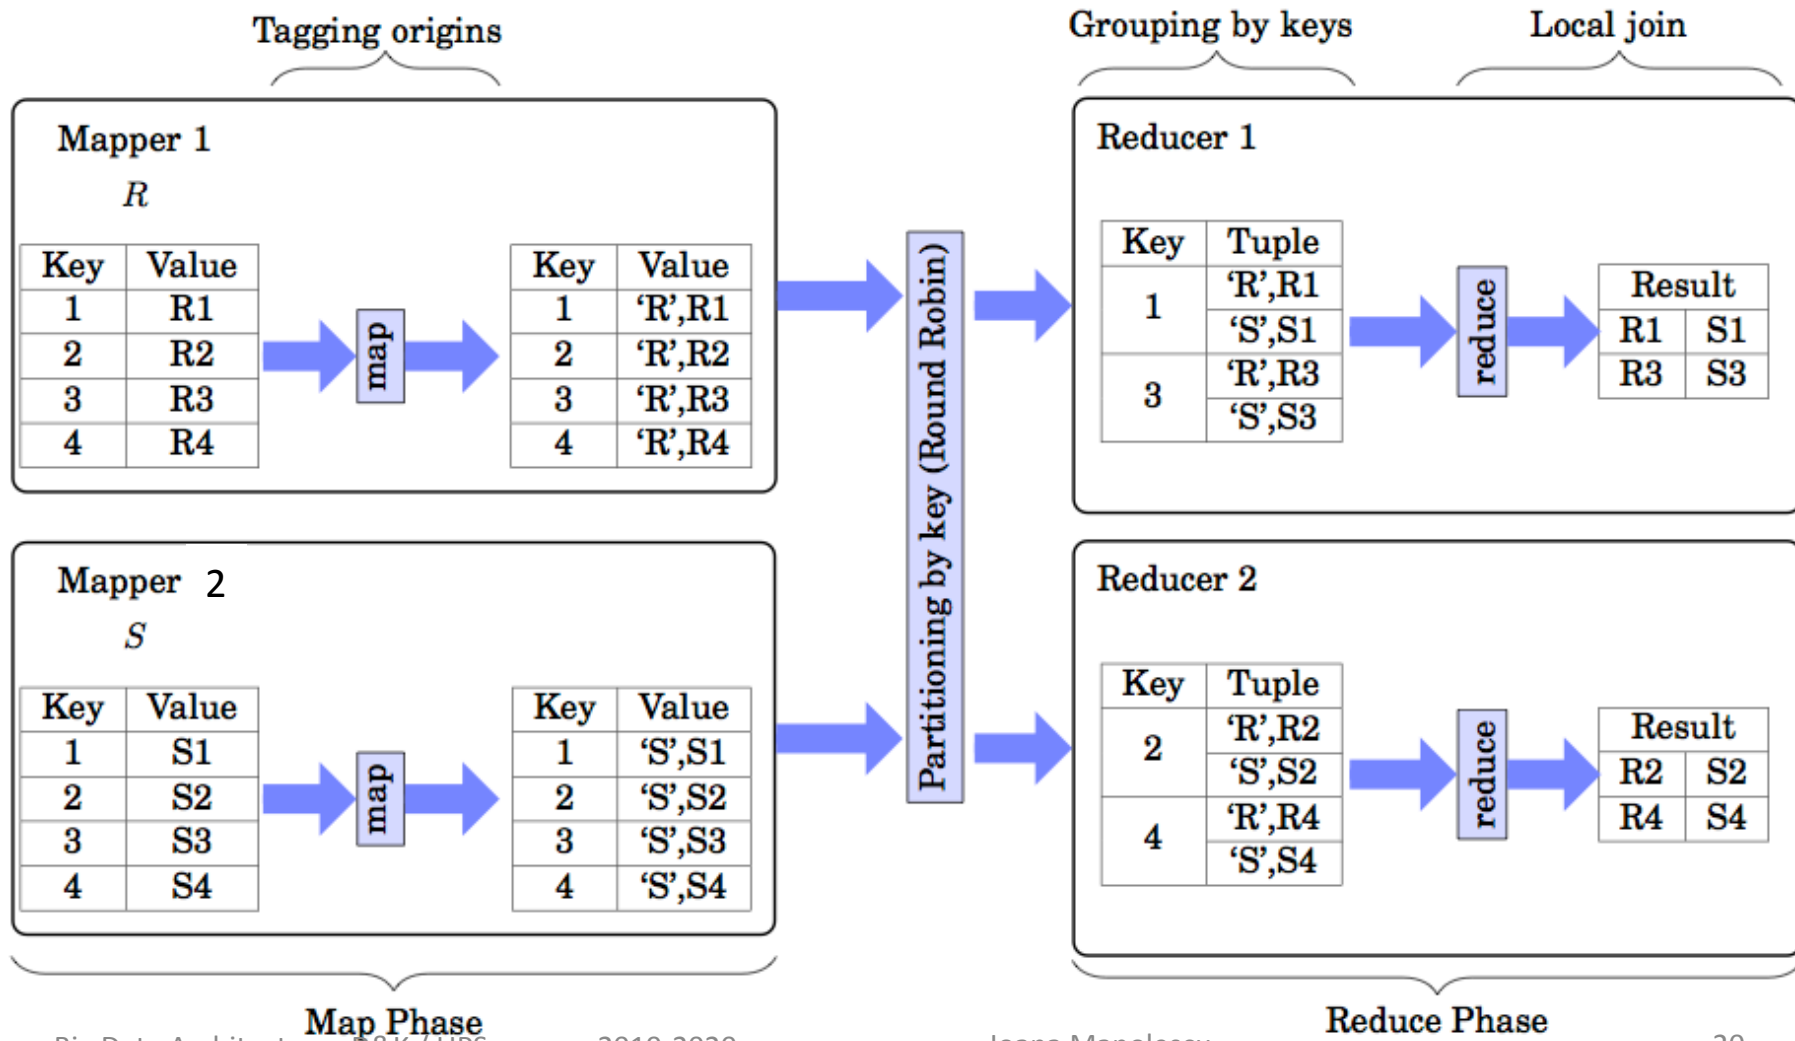 Tagging origins
Grouping by keys
Local join
Mapper 1
R
Key Value
1 R1
2 R2
3 R3
4 R4
map
Key Value
1 ‘R’,R1
2 ‘R’,R2
3 ‘R’,R3
4 ‘R’,R4
Mapper 2
S
Key Value
1 S1
2 S2
3 S3
4 S4
map
Key Value
1 ‘S’,S1
2 ‘S’,S2
3 ‘S’,S3
4 ‘S’,S4
Partitioning by key (Round Robin)
Reducer 1
Key Tuple
1
‘R’,R1
‘S’,S1
3
‘R’,R3
‘S’,S3
reduce
Result
R1 S1
R3 S3
Reducer 2
Key Tuple
2
‘R’,R2
‘S’,S2
4
‘R’,R4
‘S’,S4
reduce
Result
R2 S2
R4 S4
Map Phase
Reduce Phase
2019-2020